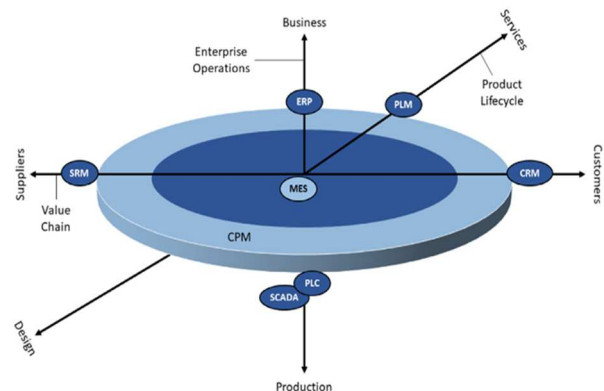 Business
Services
Enterprise
Operations
Product
Lifecycle
ERP
PLM
Suppliers
SRM
MES
CRM
Customers
Value
Chain
CPM
PLC
SCADA
Design
Production